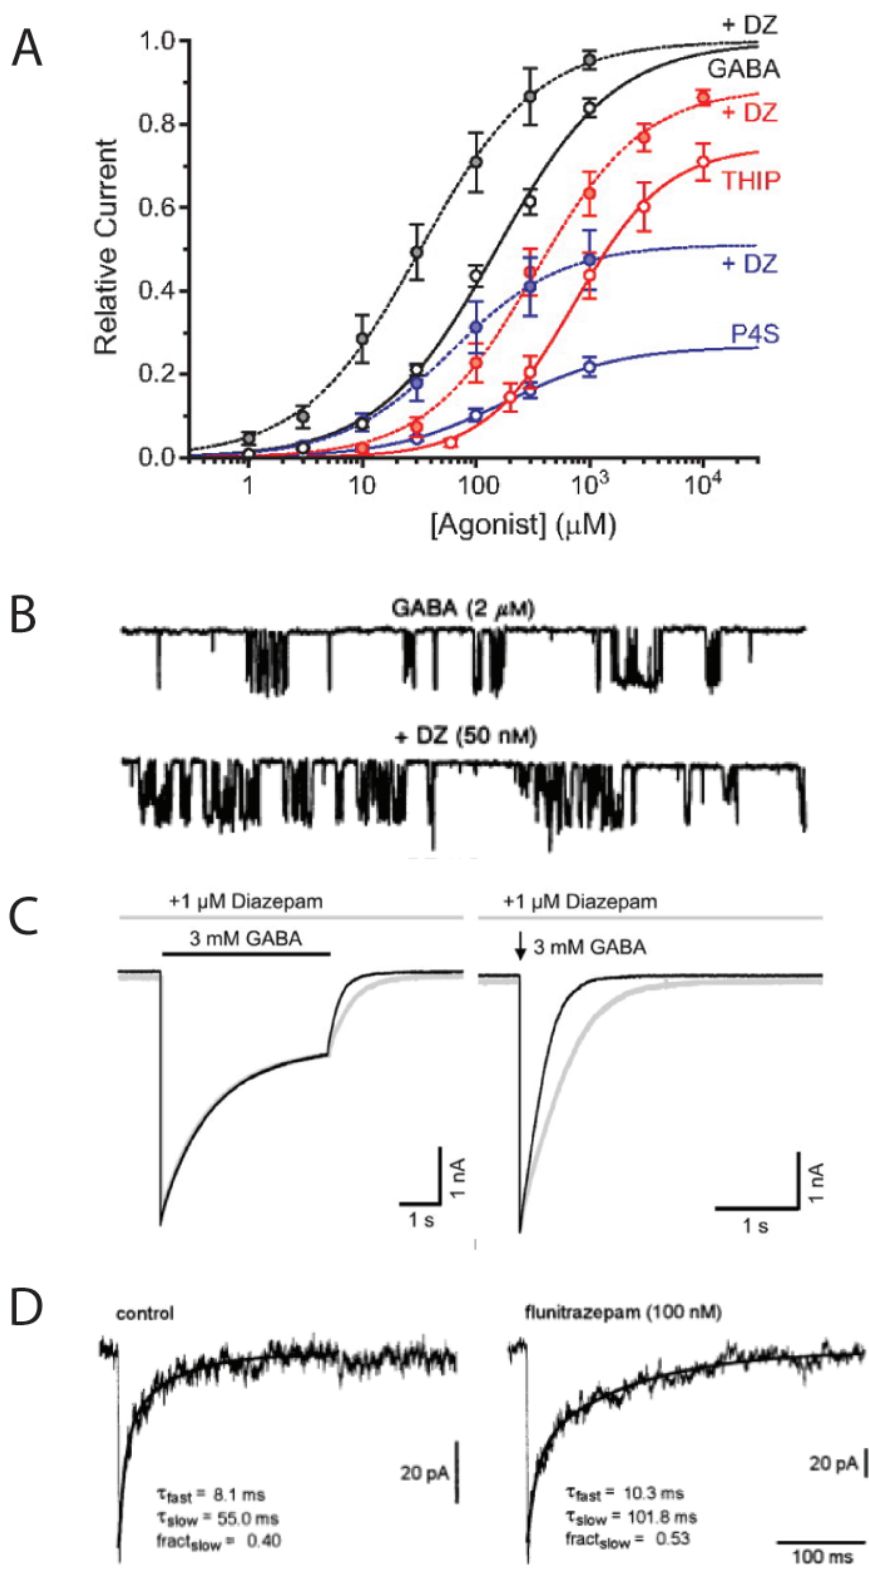 A
1.0
0.8
0.6
0.4
0.2
0.0
Relative Current
+ DZ
GABA
+ DZ
THIP
+ DZ
P4S
1 10 100 10³ 10⁴
[Agonist] (μM)
B
GABA (2 μM)
+ DZ (50 nM)
C
+1 μM Diazepam
3 mM GABA
1 nA
1 s
+1 μM Diazepam
3 mM GABA
1 nA
1 s
D
control
20 pA
τfast = 8.1 ms
τslow = 55.0 ms
fractslow = 0.40
flunitrazepam (100 nM)
20 pA
τfast = 10.3 ms
τslow = 101.8 ms
fractslow = 0.53
100 ms